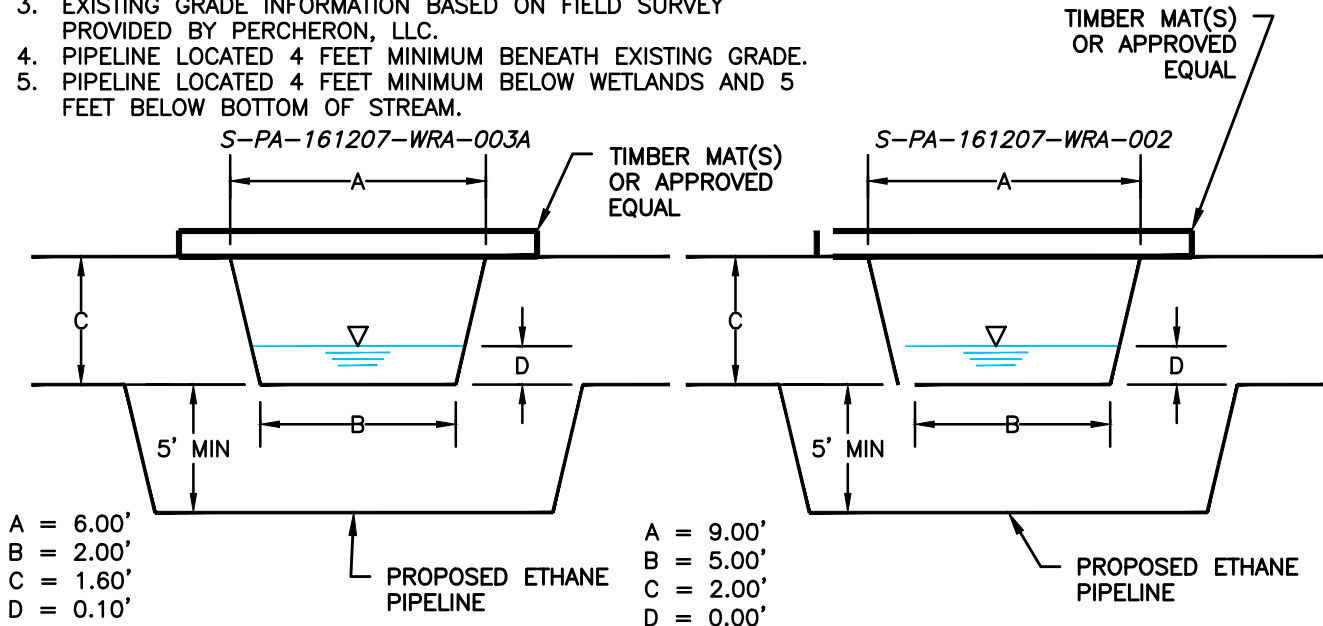 3. EXISTING GRADE INFORMATION BASED ON FIELD SURVEY
PROVIDED BY PERCHERON, LLC.
4. PIPELINE LOCATED 4 FEET MINIMUM BENEATH EXISTING GRADE.
5. PIPELINE LOCATED 4 FEET MINIMUM BELOW WETLANDS AND 5
FEET BELOW BOTTOM OF STREAM.
S-PA-161207-WRA-003A
TIMBER MAT(S)
OR APPROVED
EQUAL
A
C
D
B
5' MIN
A = 6.00'
B = 2.00'
C = 1.60'
D = 0.10'
PROPOSED ETHANE
PIPELINE
TIMBER MAT(S)
OR APPROVED
EQUAL
S-PA-161207-WRA-002
A
C
D
B
5' MIN
A = 9.00'
B = 5.00'
C = 2.00'
D = 0.00'
PROPOSED ETHANE
PIPELINE